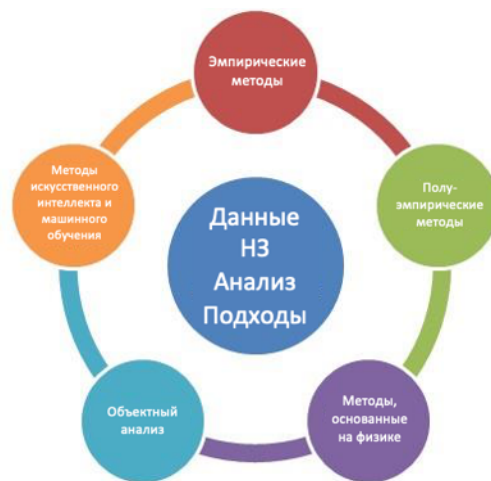 Эмпирические
методы
Методы
искусственного
интеллекта и
машинного
обучения
Полу-
эмпирические
методы
Данные
НЗ
Анализ
Подходы
Объектный
анализ
Методы,
основанные
на физике